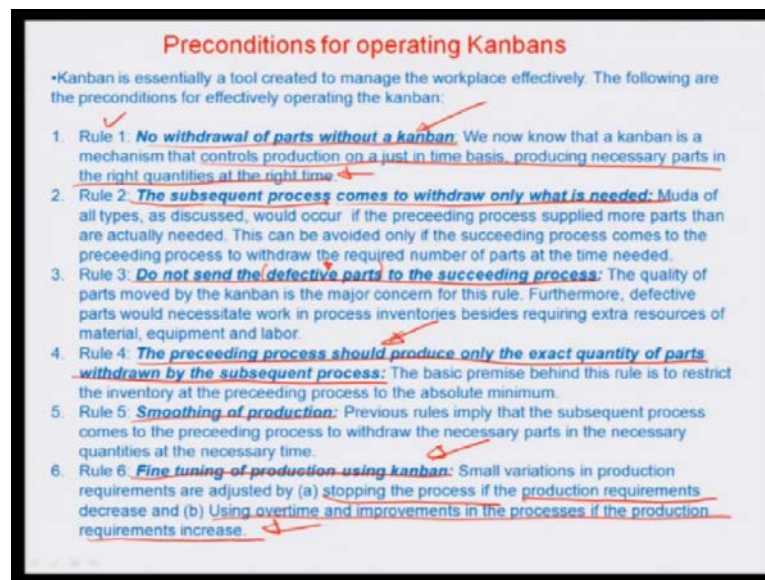 Preconditions for operating Kanbans
•Kanban is essentially a tool created to manage the workplace effectively. The following are
the preconditions for effectively operating the kanban:
1. Rule 1: No withdrawal of parts without a kanban: We now know that a kanban is a
mechanism that controls production on a just in time basis, producing necessary parts in
the right quantities at the right time.
2. Rule 2: The subsequent process comes to withdraw only what is needed: Muda of
all types, as discussed, would occur if the preceeding process supplied more parts than
are actually needed. This can be avoided only if the succeeding process comes to the
preceeding process to withdraw the required number of parts at the time needed.
3. Rule 3: Do not send the defective parts to the succeeding process: The quality of
parts moved by the kanban is the major concern for this rule. Furthermore, defective
parts would necessitate work in process inventories besides requiring extra resources of
material, equipment and labor.
4. Rule 4: The preceeding process should produce only the exact quantity of parts
withdrawn by the subsequent process: The basic premise behind this rule is to restrict
the inventory at the preceeding process to the absolute minimum.
5. Rule 5: Smoothing of production: Previous rules imply that the subsequent process
comes to the preceeding process to withdraw the necessary parts in the necessary
quantities at the necessary time.
6. Rule 6: Fine tuning of production using kanban: Small variations in production
requirements are adjusted by (a) stopping the process if the production requirements
decrease and (b) Using overtime and improvements in the processes if the production
requirements increase.